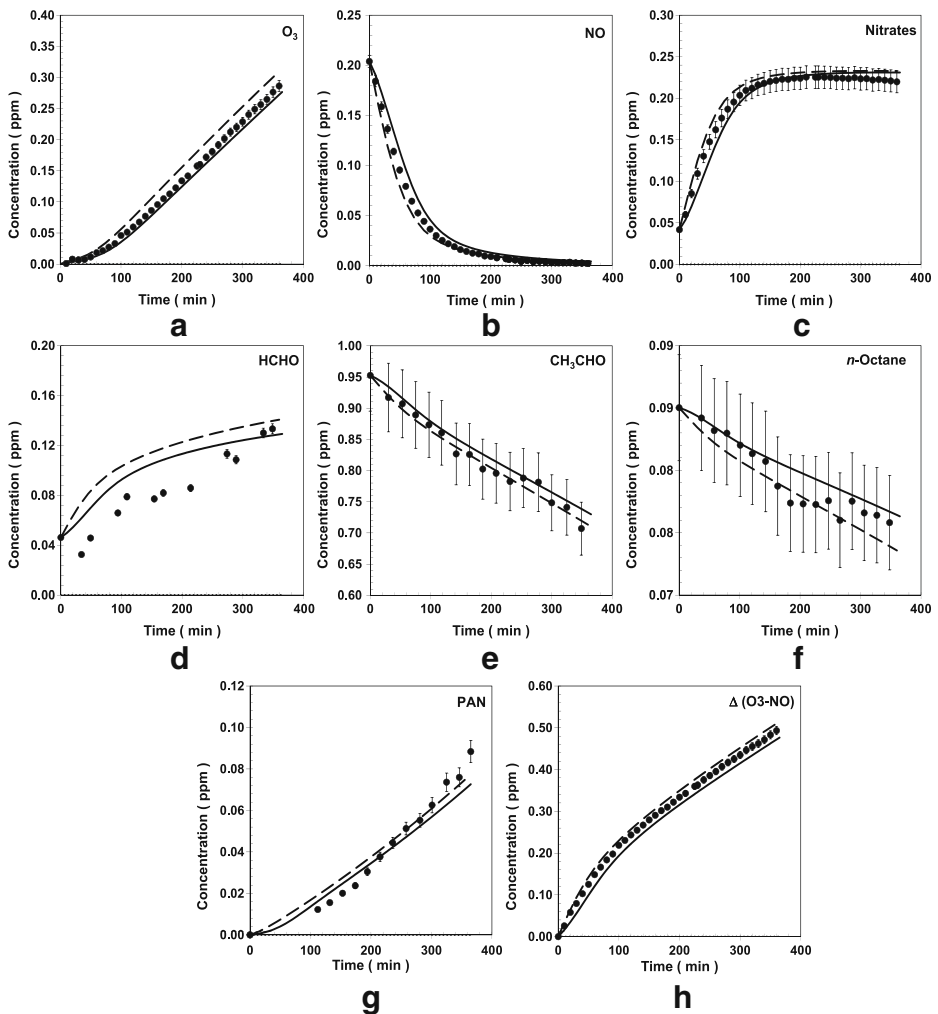 O3
Concentration ( ppm )
0.40
0.35
0.30
0.25
0.20
0.15
0.10
0.05
0.00
0 100 200 300 400
Time ( min )
a
NO
Concentration ( ppm )
0.25
0.20
0.15
0.10
0.05
0.00
0 100 200 300 400
Time ( min )
b
Nitrates
Concentration ( ppm )
0.30
0.25
0.20
0.15
0.10
0.05
0.00
0 100 200 300 400
Time ( min )
c
HCHO
Concentration ( ppm )
0.20
0.16
0.12
0.08
0.04
0.00
0 100 200 300 400
Time ( min )
d
CH3CHO
Concentration ( ppm )
1.00
0.95
0.90
0.85
0.80
0.75
0.70
0.65
0.60
0 100 200 300 400
Time ( min )
e
n-Octane
Concentration ( ppm )
0.09
0.09
0.08
0.08
0.07
0 100 200 300 400
Time ( min )
f
PAN
Concentration ( ppm )
0.12
0.10
0.08
0.06
0.04
0.02
0.00
0 100 200 300 400
Time ( min )
g
Δ (O3-NO)
Concentration ( ppm )
0.60
0.50
0.40
0.30
0.20
0.10
0.00
0 100 200 300 400
Time ( min )
h